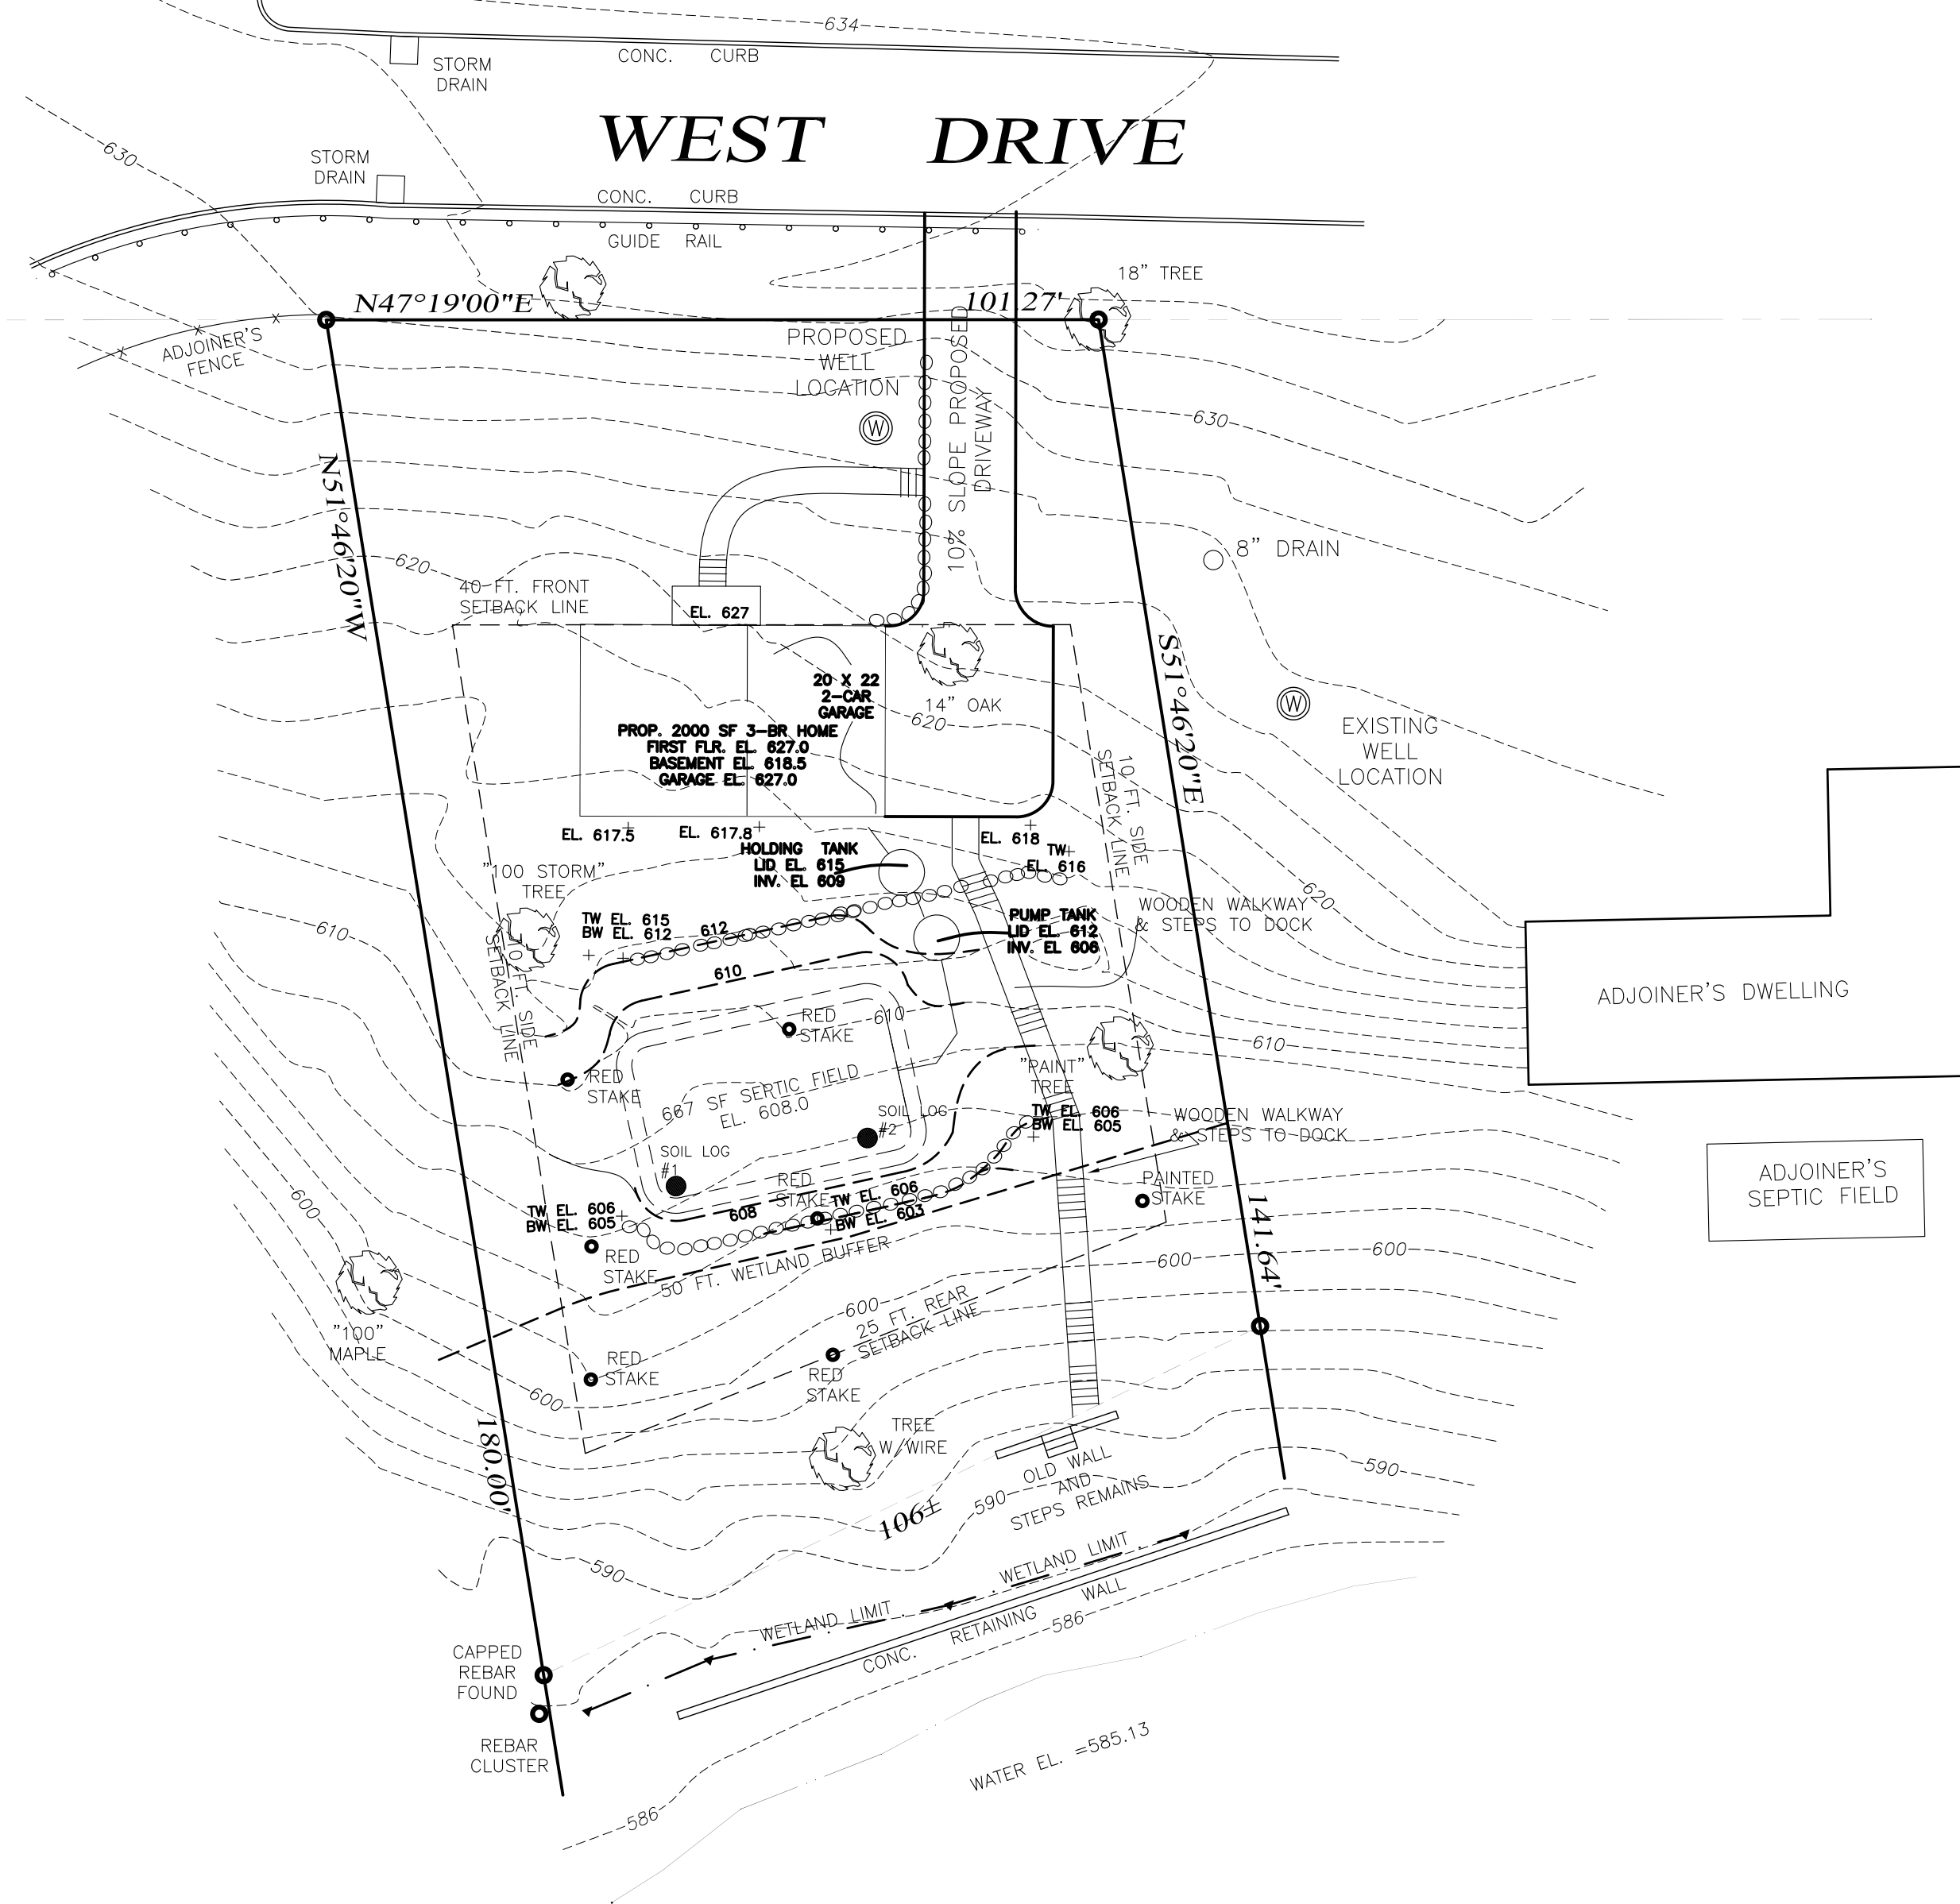 634
CONC. CURB
STORM
DRAIN
WEST DRIVE
630
STORM
DRAIN
CONC. CURB
GUIDE RAIL
18" TREE
N47°19'00"E
101.27'
ADJOINER'S
FENCE
PROPOSED
WELL
LOCATION
W
10% SLOPE PROPOSED
DRIVEWAY
630
N51°46'20"W
620
8" DRAIN
40 FT. FRONT
SETBACK LINE
EL. 627
S51°46'20"E
20 X 22
2-CAR
GARAGE
14" OAK
620
W
EXISTING
WELL
LOCATION
PROP. 2000 SF 3-BR HOME
FIRST FLR. EL. 627.0
BASEMENT EL. 618.5
GARAGE EL. 627.0
10 FT. SIDE
SETBACK LINE
EL. 617.5
EL. 617.8
EL. 618
TW
EL. 616
HOLDING TANK
LID EL. 615
INV. EL 609
"100 STORM"
TREE
620
TW EL. 615
BW EL. 612
612
PUMP TANK
LID EL. 612
INV. EL 606
WOODEN WALKWAY
& STEPS TO DOCK
610
10 FT. SIDE
SETBACK LINE
610
ADJOINER'S DWELLING
RED
STAKE
610
610
RED
STAKE
"PAINT"
TREE
667 SF SEPTIC FIELD
EL. 608.0
SOIL LOG
#2
TW EL. 606
BW EL. 605
WOODEN WALKWAY
& STEPS TO DOCK
SOIL LOG
#1
ADJOINER'S
SEPTIC FIELD
RED
STAKE
TW EL. 606
BW EL. 603
PAINTED
STAKE
600
TW EL. 606
BW EL. 605
608
141.64'
RED
STAKE
50 FT. WETLAND BUFFER
600
600
600
25 FT. REAR
SETBACK LINE
"100"
MAPLE
RED
STAKE
RED
STAKE
600
180.00'
TREE
W/WIRE
OLD WALL
AND
STEPS REMAINS
590
590
106±
590
WETLAND LIMIT
WETLAND LIMIT
CONC. RETAINING WALL
586
CAPPED
REBAR
FOUND
REBAR
CLUSTER
WATER EL. =585.13
586